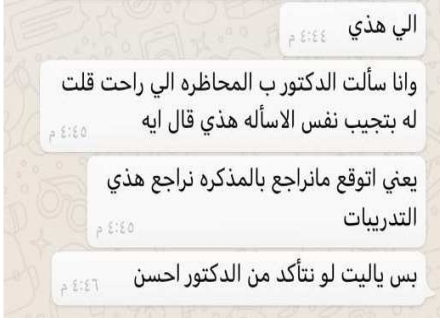 الي هذي
٤:٤٤ م
وانا سألت الدكتور ب المحاظره الي راحت قلت
له بتجيب نفس الاسأله هذي قال ايه
٤:٤٥ م
يعني اتوقع مانراجع بالمذكره نراجع هذي
التدريبات
٤:٤٥ م
بس ياليت لو نتأكد من الدكتور احسن
٤:٤٦ م